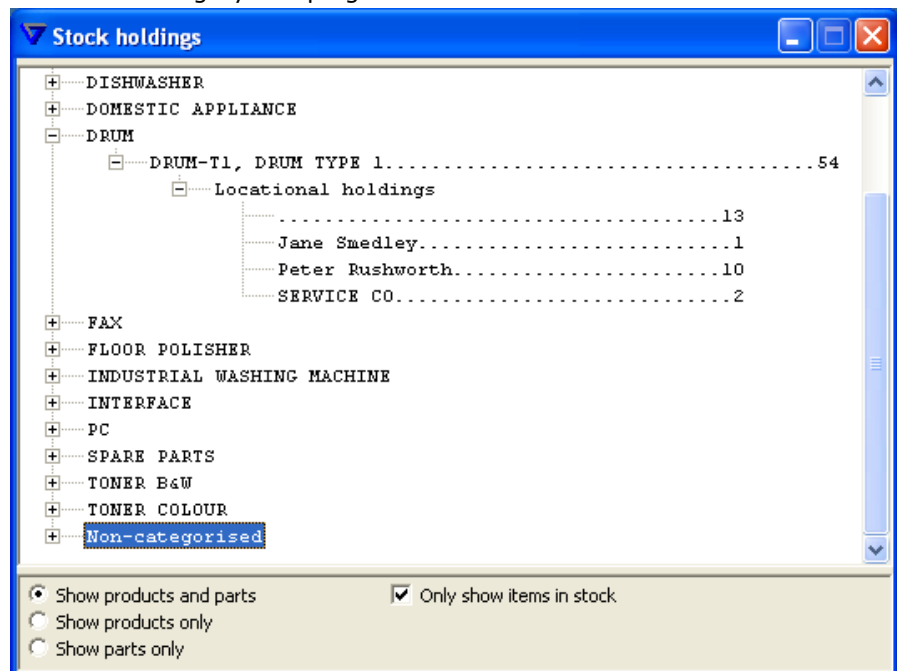 Stock holdings
DISHWASHER
DOMESTIC APPLIANCE
DRUM
DRUM-T1, DRUM TYPE 1.....................................54
Locational holdings
......................................13
Jane Smedley...........................1
Peter Rushworth.......................10
SERVICE CO.............................2
FAX
FLOOR POLISHER
INDUSTRIAL WASHING MACHINE
INTERFACE
PC
SPARE PARTS
TONER B&W
TONER COLOUR
Non-categorised
Show products and parts
Only show items in stock
Show products only
Show parts only